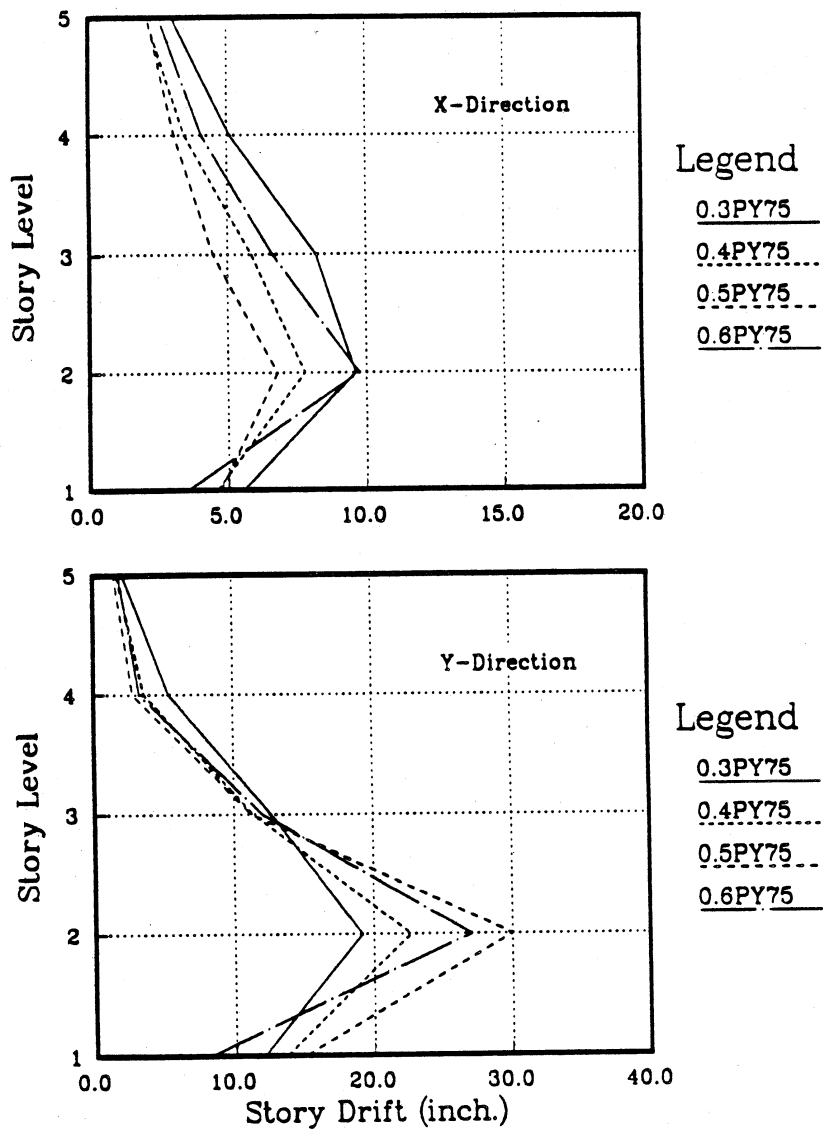 5
4
3
2
1
Story Level
X-Direction
0.0 5.0 10.0 15.0 20.0
Legend
0.3PY75
0.4PY75
0.5PY75
0.6PY75
5
4
3
2
1
Story Level
Y-Direction
0.0 10.0 20.0 30.0 40.0
Story Drift (inch.)
Legend
0.3PY75
0.4PY75
0.5PY75
0.6PY75